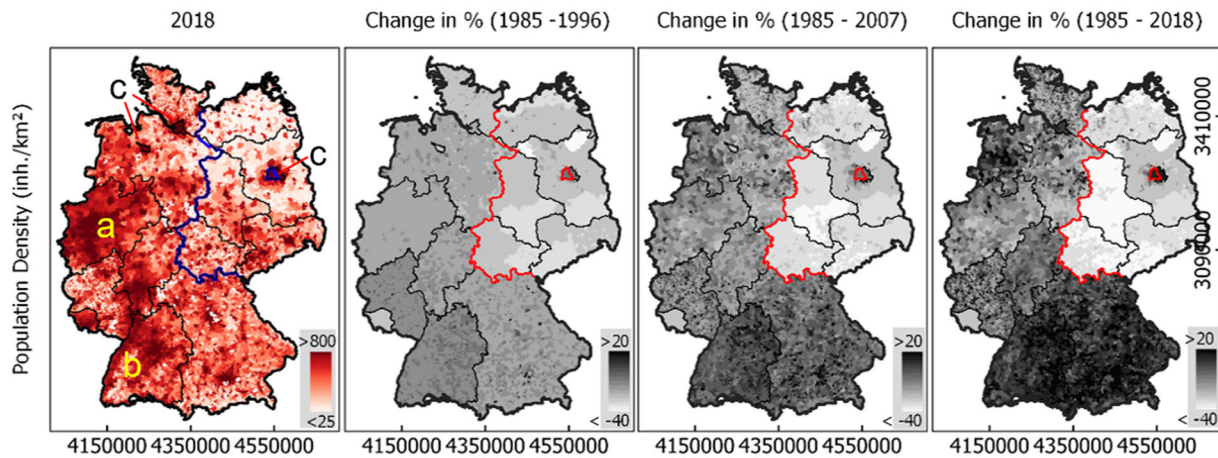 2018
Change in % (1985 -1996)
Change in % (1985 - 2007)
Change in % (1985 - 2018)
Population Density (inh./km²)
C
C
a
b
>800
<25
>20
< -40
>20
< -40
>20
< -40
3410000
3090000
4150000 4350000 4550000
4150000 4350000 4550000
4150000 4350000 4550000
4150000 4350000 4550000